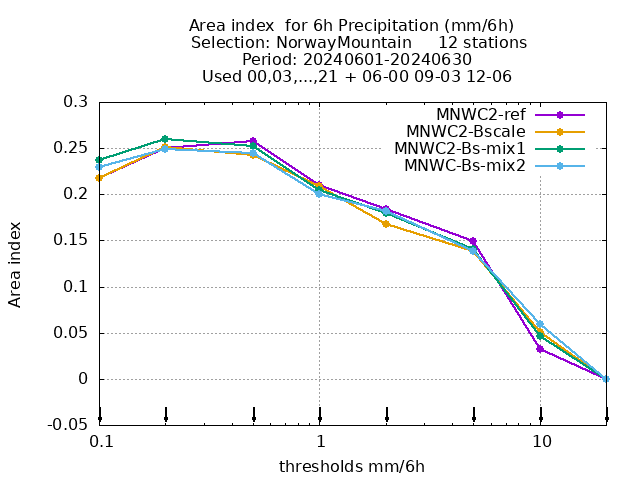 Area index  for 6h Precipitation (mm/6h)
Selection: NorwayMountain     12 stations
Period: 20240601-20240630
Used 00,03,...,21 + 06-00 09-03 12-06
0.3
0.25
0.2
0.15
0.1
0.05
0
-0.05
Area index
MNWC2-ref
MNWC2-Bscale
MNWC2-Bs-mix1
MNWC-Bs-mix2
0.1
1
10
thresholds mm/6h